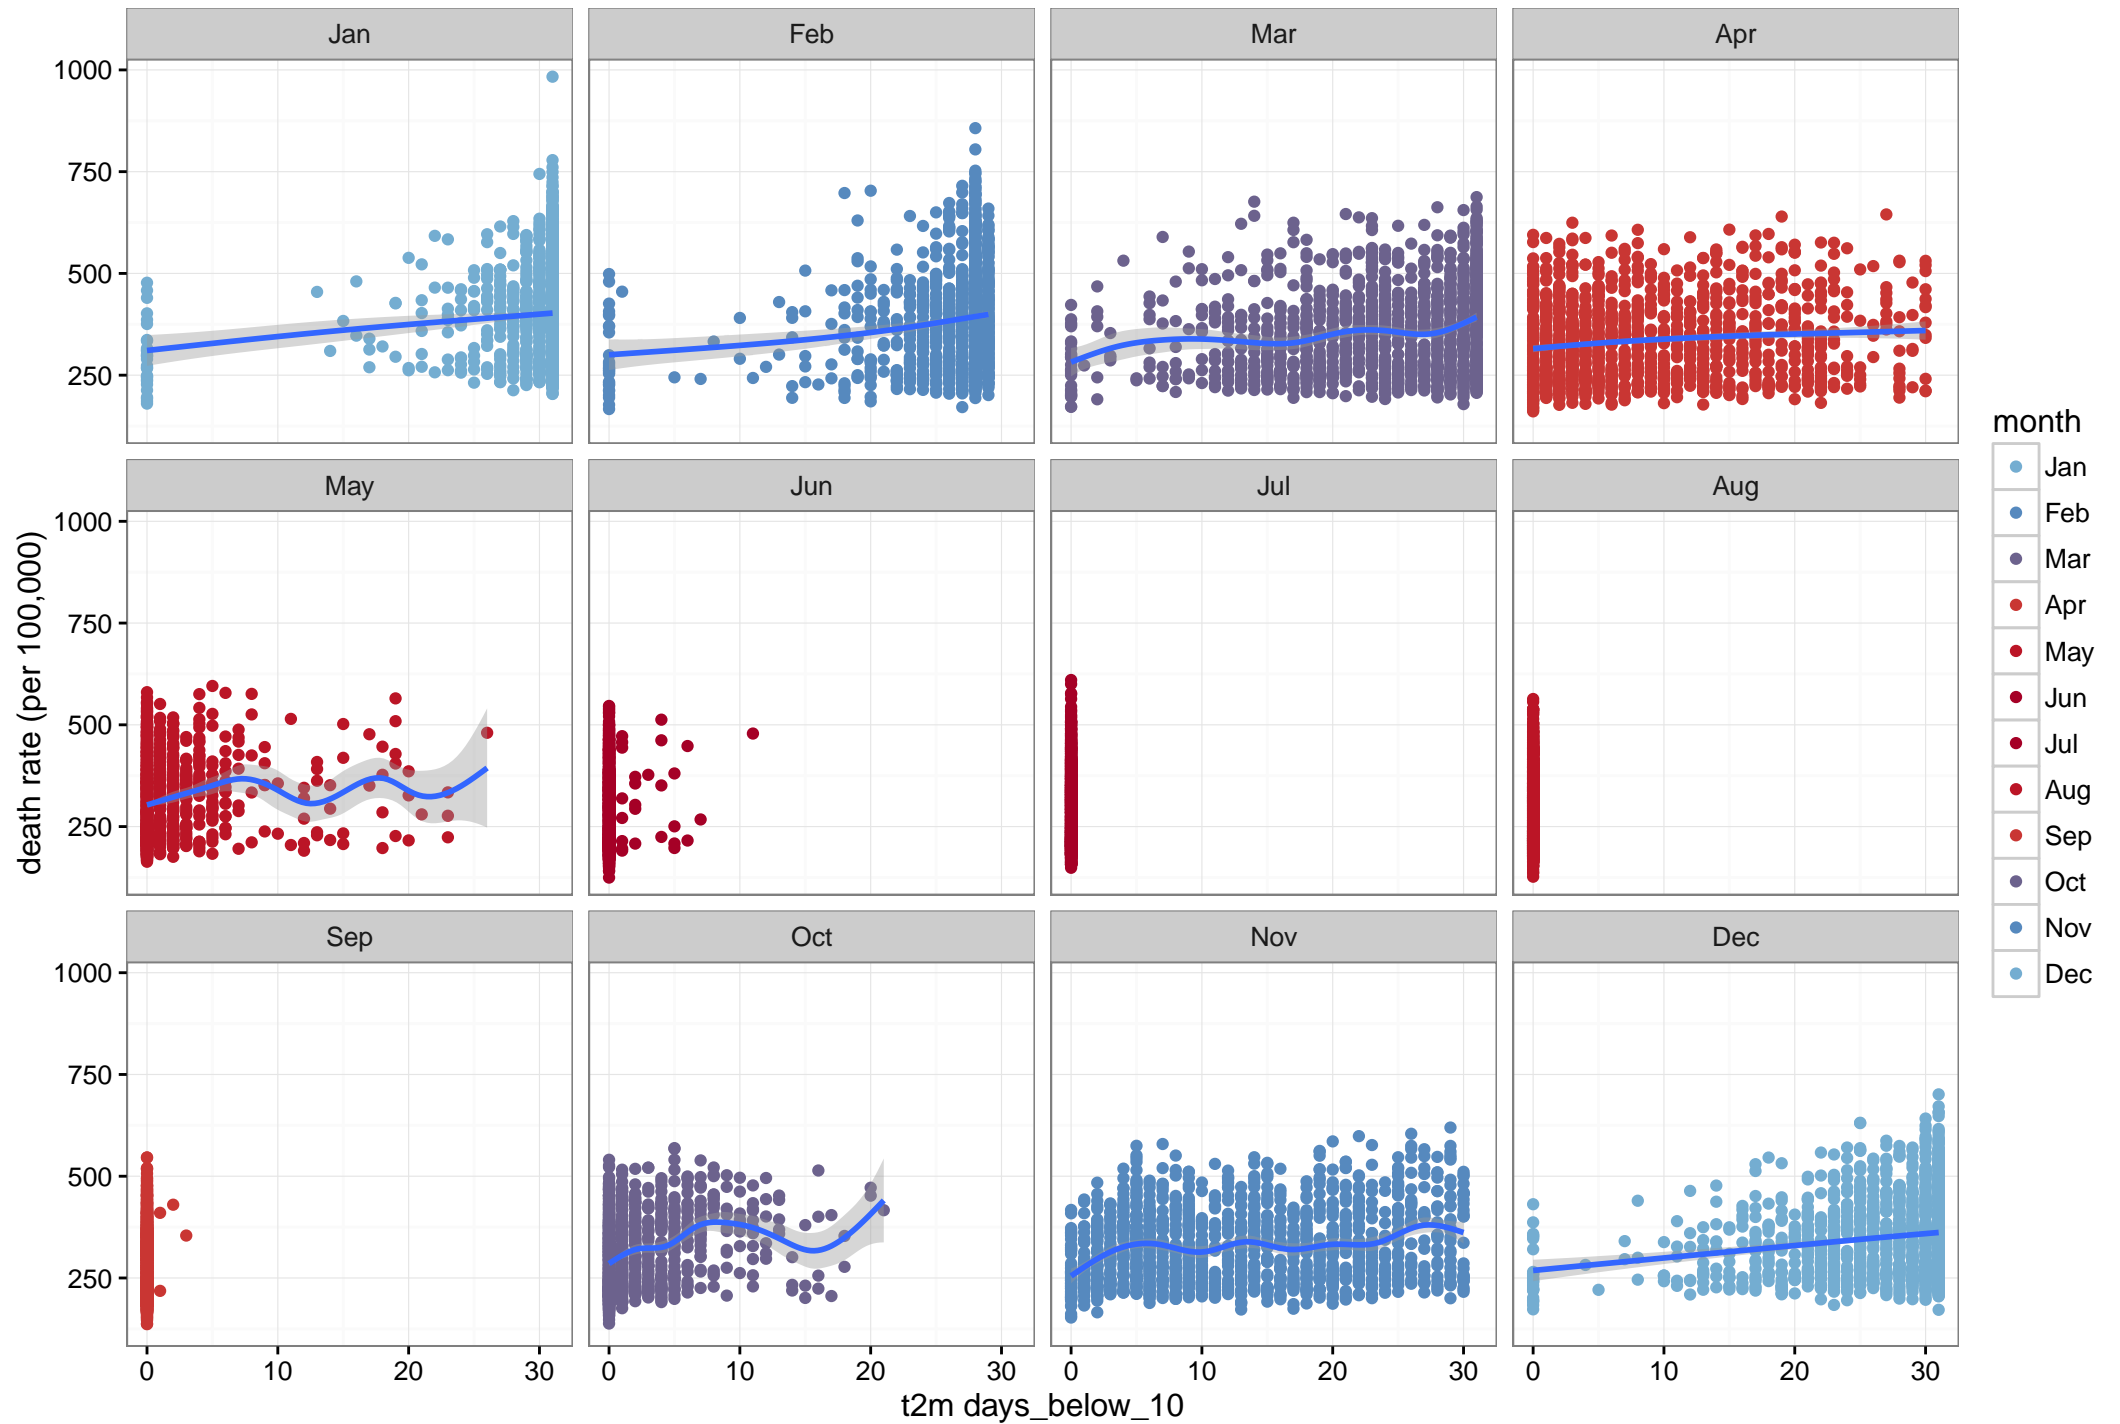 Jan Feb Mar Apr
1000
750
500
250
May Jun Jul Aug
1000
750
500
250
Sep Oct Nov Dec
1000
750
500
250
0 10 20 30 0 10 20 30 0 10 20 30 0 10 20 30
t2m days_below_10
death rate (per 100,000)
month
Jan
Feb
Mar
Apr
May
Jun
Jul
Aug
Sep
Oct
Nov
Dec